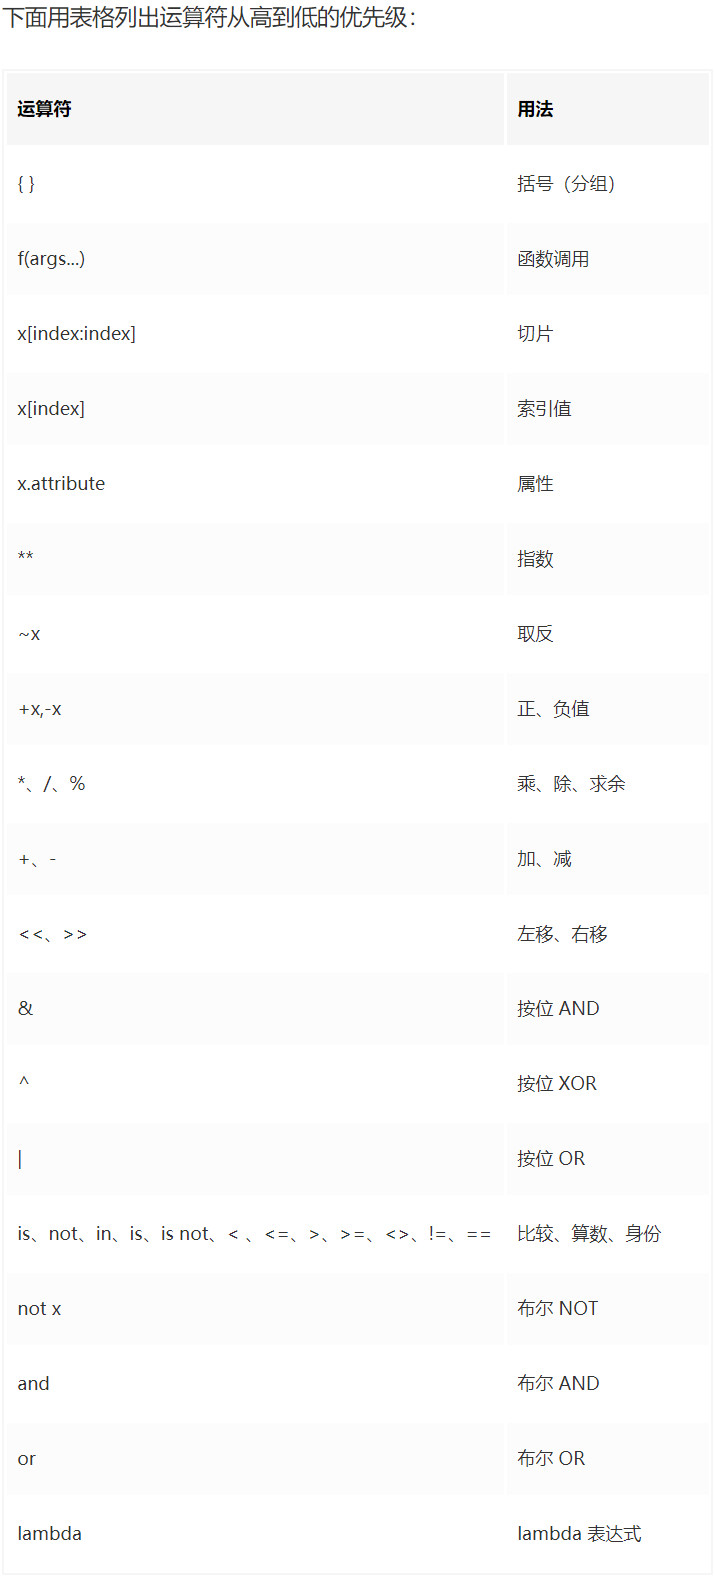 下面用表格列出运算符从高到低的优先级：
运算符 用法
{ } 括号（分组）
f(args...) 函数调用
x[index:index] 切片
x[index] 索引值
x.attribute 属性
** 指数
~x 取反
+x,-x 正、负值
*、/、% 乘、除、求余
+、- 加、减
<<、>> 左移、右移
& 按位 AND
^ 按位 XOR
| 按位 OR
is、not、in、is、is not、< 、<=、>、>=、<>、!=、== 比较、算数、身份
not x 布尔 NOT
and 布尔 AND
or 布尔 OR
lambda lambda 表达式